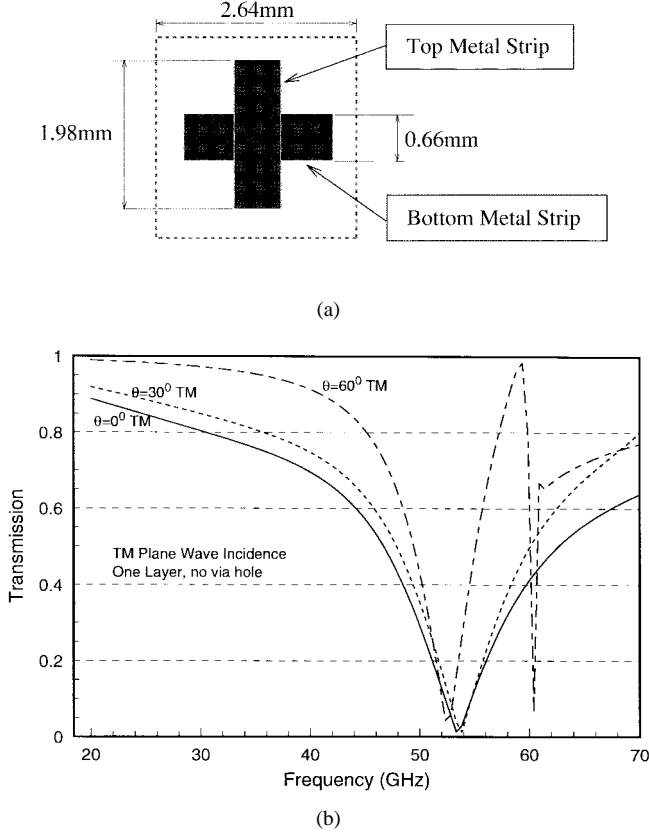 2.64mm
Top Metal Strip
1.98mm
0.66mm
Bottom Metal Strip
(a)
1
θ=30⁰ TM
θ=60⁰ TM
θ=0⁰ TM
0.8
0.6
Transmission
TM Plane Wave Incidence
One Layer, no via hole
0.4
0.2
0
20 30 40 50 60 70
Frequency (GHz)
(b)